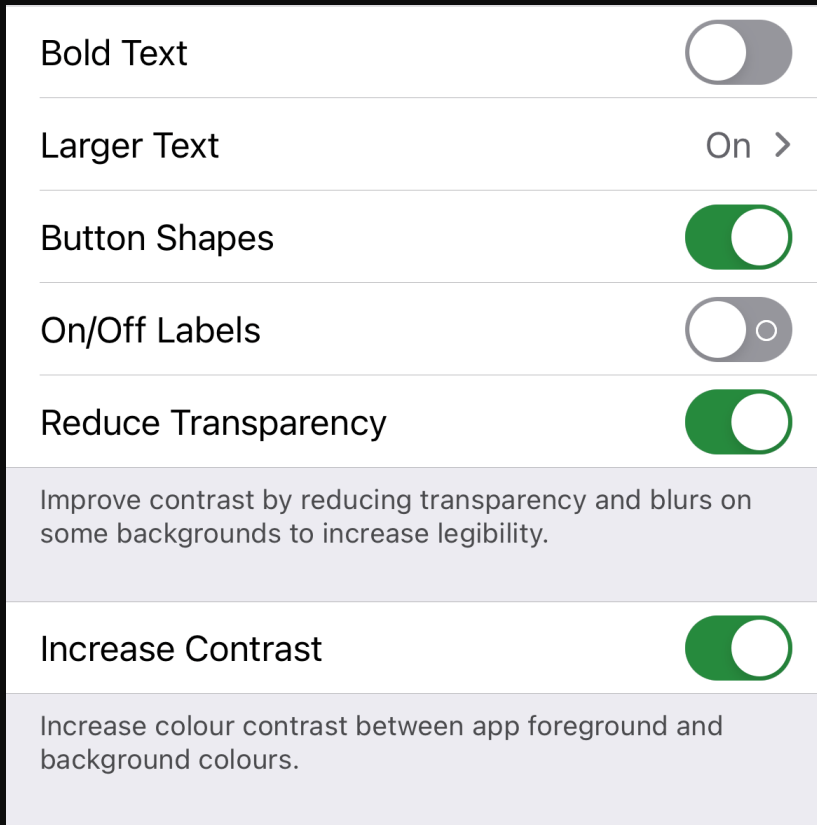 Bold Text
Larger Text On
Button Shapes
On/Off Labels
Reduce Transparency
Improve contrast by reducing transparency and blurs on
some backgrounds to increase legibility.
Increase Contrast
Increase colour contrast between app foreground and
background colours.